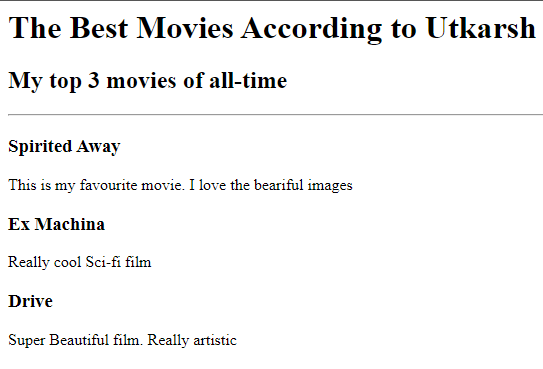 The Best Movies According to Utkarsh
My top 3 movies of all-time
Spirited Away
This is my favourite movie. I love the beariful images
Ex Machina
Really cool Sci-fi film
Drive
Super Beautiful film. Really artistic